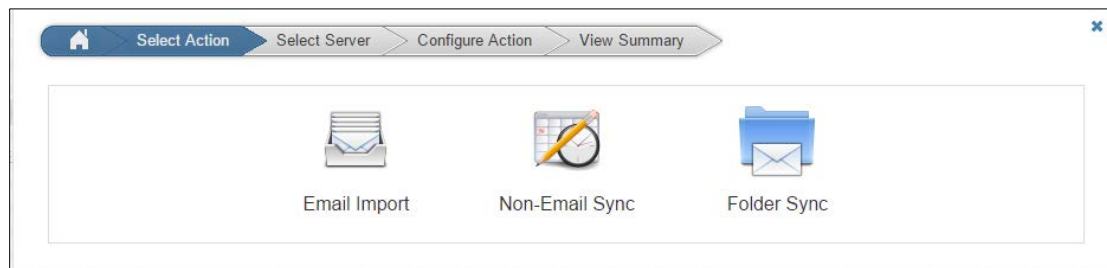 Select Action Select Server Configure Action View Summary
Email Import Non-Email Sync Folder Sync